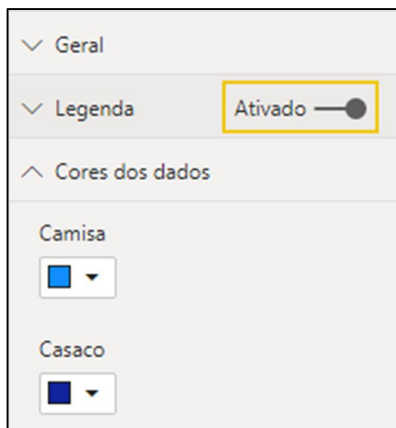 Geral
Legenda Ativado
Cores dos dados
Camisa
Casaco